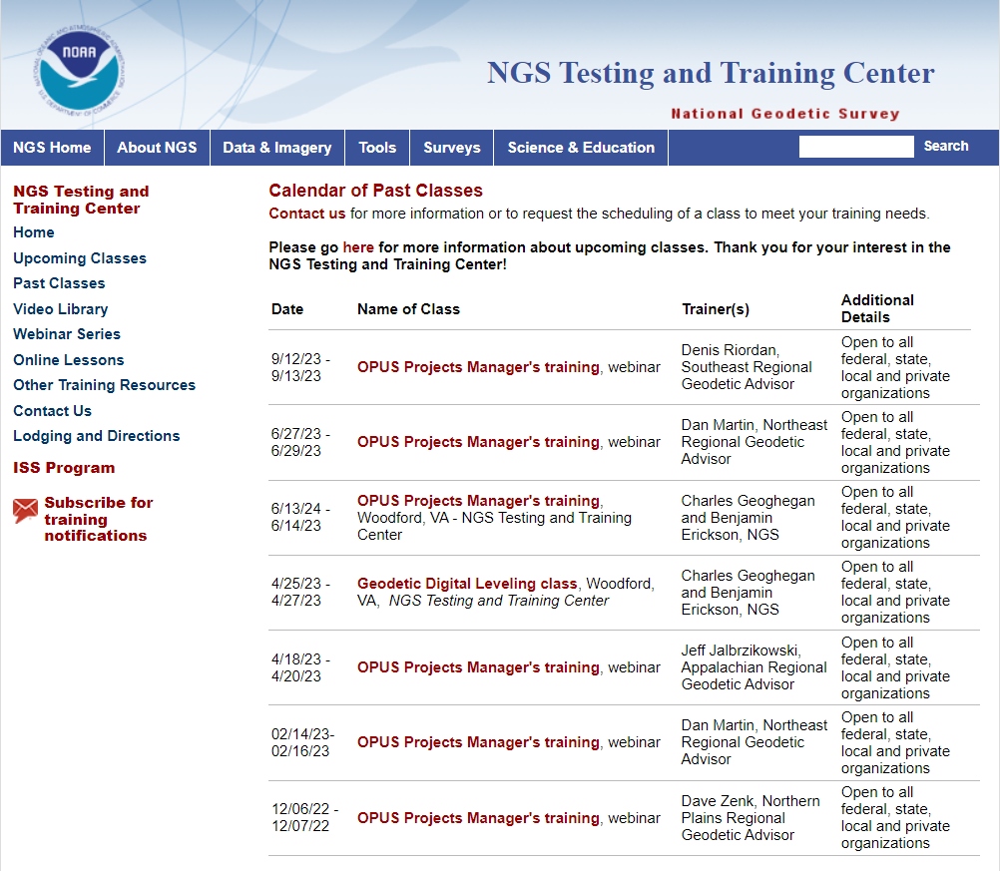 NOAA
NATIONAL OCEANIC AND ATMOSPHERIC ADMINISTRATION
U.S. DEPARTMENT OF COMMERCE
NGS Testing and Training Center
National Geodetic Survey
NGS Home About NGS Data & Imagery Tools Surveys Science & Education Search
NGS Testing and
Training Center
Home
Upcoming Classes
Past Classes
Video Library
Webinar Series
Online Lessons
Other Training Resources
Contact Us
Lodging and Directions
ISS Program
Subscribe for
training
notifications
Calendar of Past Classes
Contact us for more information or to request the scheduling of a class to meet your training needs.
Please go here for more information about upcoming classes. Thank you for your interest in the
NGS Testing and Training Center!
Date
Name of Class
Trainer(s)
Additional
Details
9/12/23 -
9/13/23
OPUS Projects Manager's training, webinar
Denis Riordan,
Southeast Regional
Geodetic Advisor
Open to all
federal, state,
local and private
organizations
6/27/23 -
6/29/23
OPUS Projects Manager's training, webinar
Dan Martin, Northeast
Regional Geodetic
Advisor
Open to all
federal, state,
local and private
organizations
6/13/24 -
6/14/23
OPUS Projects Manager's training,
Woodford, VA - NGS Testing and Training
Center
Charles Geoghegan
and Benjamin
Erickson, NGS
Open to all
federal, state,
local and private
organizations
4/25/23 -
4/27/23
Geodetic Digital Leveling class, Woodford,
VA, NGS Testing and Training Center
Charles Geoghegan
and Benjamin
Erickson, NGS
Open to all
federal, state,
local and private
organizations
4/18/23 -
4/20/23
OPUS Projects Manager's training, webinar
Jeff Jalbrzikowski,
Appalachian Regional
Geodetic Advisor
Open to all
federal, state,
local and private
organizations
02/14/23-
02/16/23
OPUS Projects Manager's training, webinar
Dan Martin, Northeast
Regional Geodetic
Advisor
Open to all
federal, state,
local and private
organizations
12/06/22 -
12/07/22
OPUS Projects Manager's training, webinar
Dave Zenk, Northern
Plains Regional
Geodetic Advisor
Open to all
federal, state,
local and private
organizations